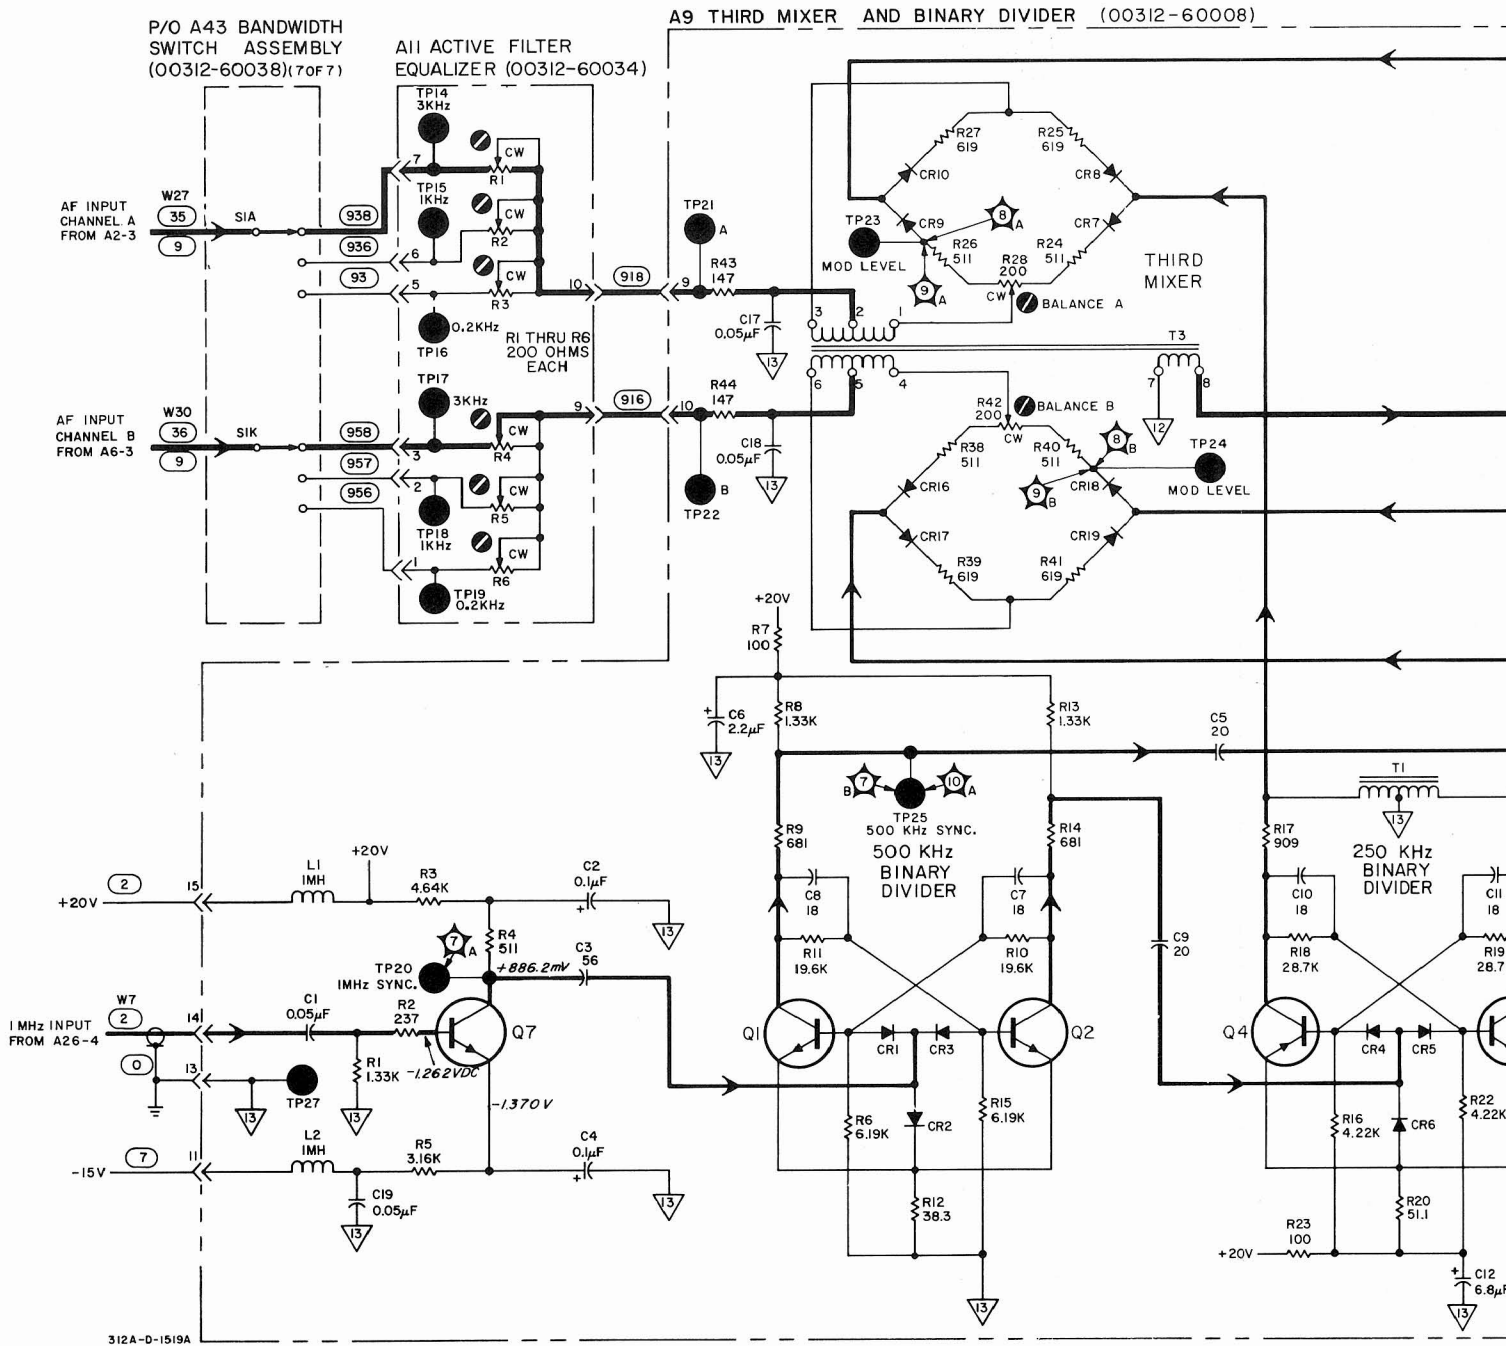 P/O A43 BANDWIDTH
SWITCH ASSEMBLY
(00312-60038)(7OF7)
A11 ACTIVE FILTER
EQUALIZER (00312-60034)
A9 THIRD MIXER AND BINARY DIVIDER (00312-60008)
TP14
3KHz
7
CW
R1
TP15
1KHz
CW
R2
6
CW
R3
5
0.2KHz
TP16
W27
35
9
AF INPUT
CHANNEL A
FROM A2-3
S1A
938
936
93
10
918
9
TP21
A
R43
147
C17
0.05µF
13
R1 THRU R6
200 OHMS
EACH
R27
619
R25
619
CR10
CR8
CR9
CR7
8
A
TP23
MOD LEVEL
R26
511
R24
511
R28
200
CW
9
A
BALANCE A
THIRD
MIXER
3
2
1
T3
6
5
4
7
8
12
W30
36
9
AF INPUT
CHANNEL B
FROM A6-3
S1K
958
957
956
TP17
3KHz
CW
R4
3
2
TP18
1KHz
CW
R5
CW
R6
1
TP19
0.2KHz
9
916
10
R44
147
C18
0.05µF
13
B
TP22
R42
200
CW
BALANCE B
R38
511
R40
511
8
B
TP24
MOD LEVEL
9
B
CR16
CR18
CR17
CR19
R39
619
R41
619
+20V
R7
100
C6
2.2µF
13
R8
1.33K
R13
1.33K
C5
20
7
B
10
A
TP25
500 KHz SYNC.
500 KHz
BINARY
DIVIDER
R9
681
R14
681
C8
18
C7
18
R11
19.6K
R10
19.6K
C9
20
T1
13
R17
909
250 KHz
BINARY
DIVIDER
C10
18
C11
18
R18
28.7K
R19
28.7
+20V
2
15
L1
1MH
+20V
R3
4.64K
C2
0.1µF
13
R4
511
7
A
TP20
1MHz SYNC.
+886.2mV
C3
56
W7
2
1 MHz INPUT
FROM A26-4
14
C1
0.05µF
R2
237
Q7
R1
1.33K
-1.262VDC
13
0
13
TP27
13
-1.370V
-15V
7
11
L2
1MH
R5
3.16K
C4
0.1µF
13
C19
0.05µF
13
Q1
CR1
CR3
Q2
R6
6.19K
CR2
R15
6.19K
R12
38.3
13
Q4
CR4
CR5
R16
4.22K
CR6
R22
4.22K
R20
51.1
R23
100
+20V
C12
6.8µF
13
312A-D-1519A